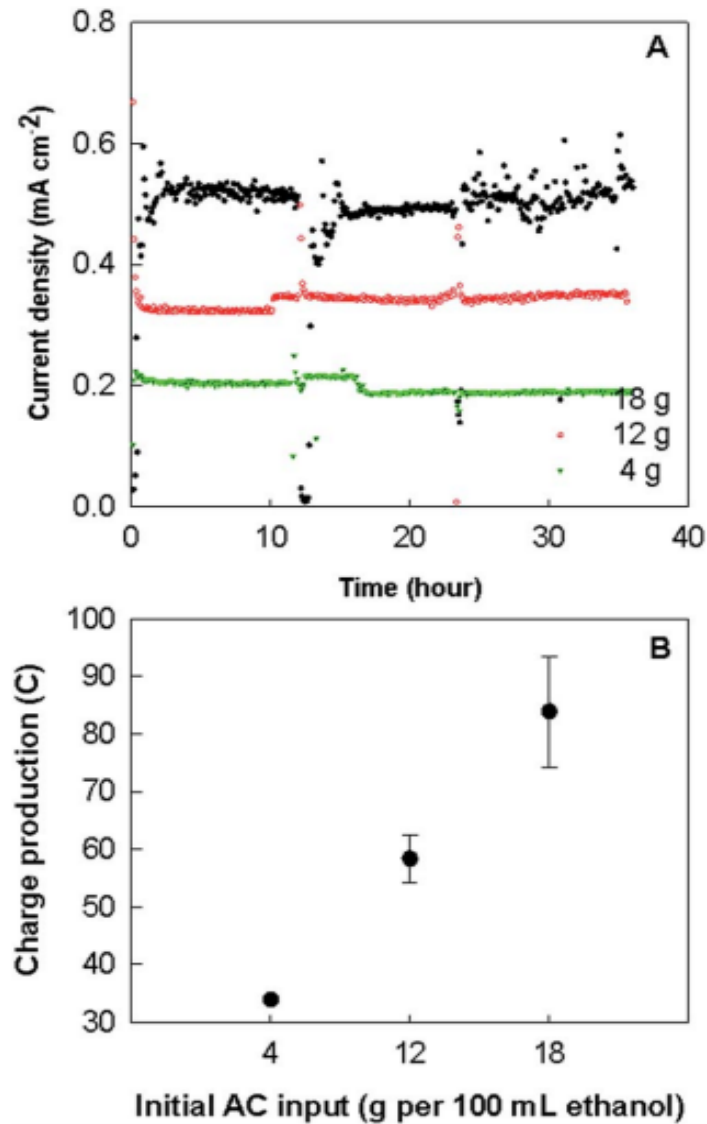 A
0.8
0.6
0.4
0.2
0.0
Current density (mA cm-2)
18 g
12 g
4 g
0 10 20 30 40
Time (hour)
B
100
90
80
70
60
50
40
30
Charge production (C)
4 12 18
Initial AC input (g per 100 mL ethanol)